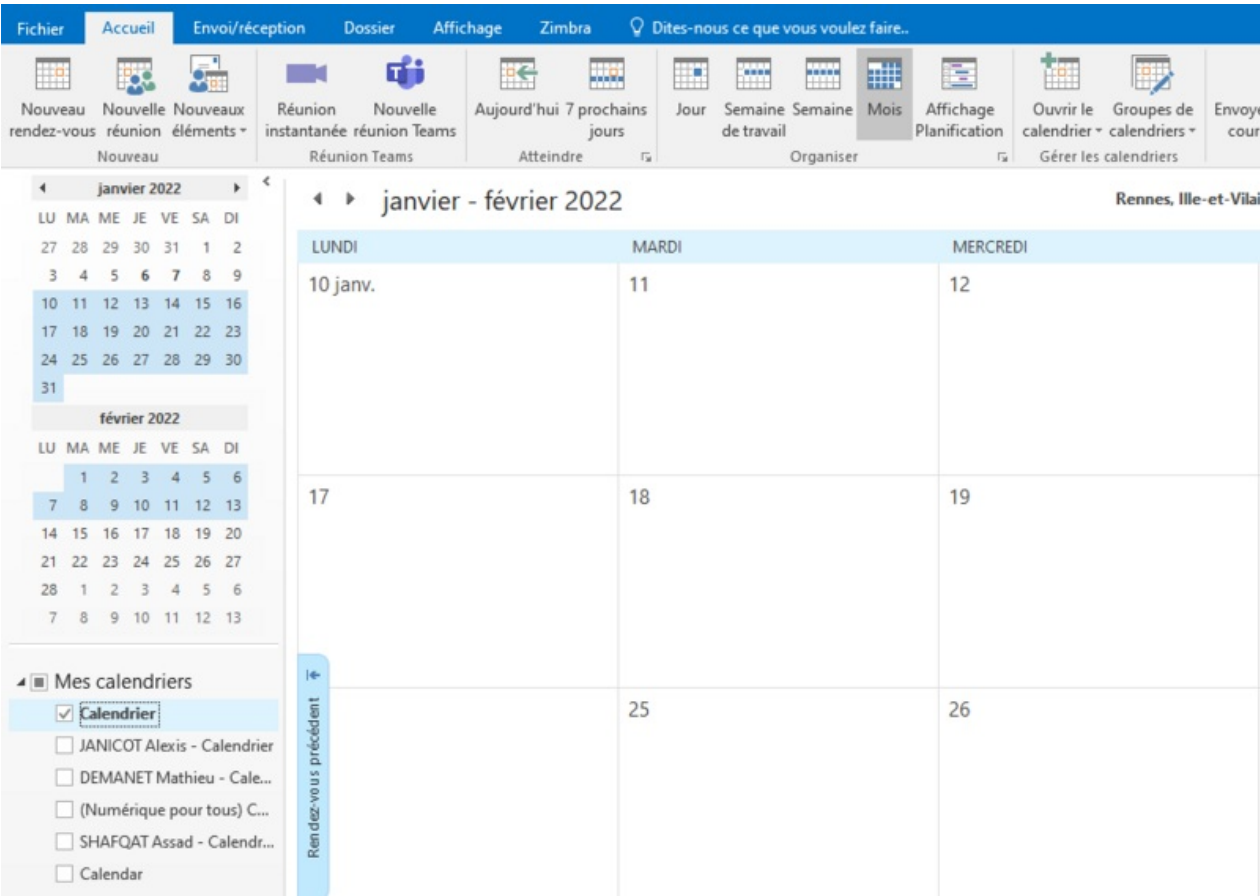 Fichier Accueil Envoi/réception Dossier Affichage Zimbra Dites-nous ce que vous voulez faire..
Nouveau Nouvelle Nouveaux Réunion Nouvelle Aujourd'hui 7 prochains Jour Semaine Semaine Mois Affichage Ouvrir le Groupes de
rendez-vous réunion éléments instantanée réunion Teams jours de travail Planification calendrier calendriers
Nouveau Réunion Teams Atteindre Organiser Gérer les calendriers
janvier 2022
LU MA ME JE VE SA DI
27 28 29 30 31 1 2
3 4 5 6 7 8 9
10 11 12 13 14 15 16
17 18 19 20 21 22 23
24 25 26 27 28 29 30
31
février 2022
LU MA ME JE VE SA DI
1 2 3 4 5 6
7 8 9 10 11 12 13
14 15 16 17 18 19 20
21 22 23 24 25 26 27
28 1 2 3 4 5 6
7 8 9 10 11 12 13
Mes calendriers
Calendrier
JANICOT Alexis - Calendrier
DEMANET Mathieu - Cale...
(Numérique pour tous) C...
SHAFQAT Assad - Calendr...
Calendar
janvier - février 2022 Rennes, Ille-et-Vilai
LUNDI MARDI MERCREDI
10 janv. 11 12
17 18 19
25 26
Rendez-vous précédent